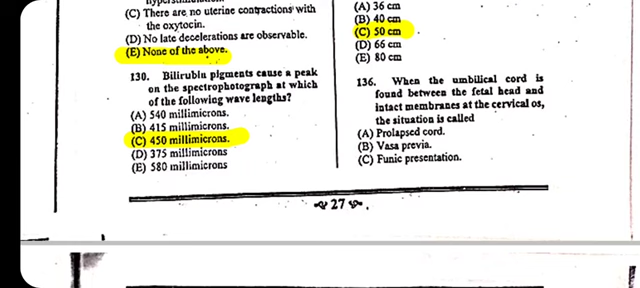 (C) There are no uterine contractions with
the oxytocin.
(D) No late decelerations are observable.
(E) None of the above.
130. Bilirubin pigments cause a peak
on the spectrophotograph at which
of the following wave lengths?
(A) 540 millimicrons.
(B) 415 millimicrons.
(C) 450 millimicrons.
(D) 375 millimicrons
(E) 580 millimicrons
(A) 36 cm
(B) 40 cm
(C) 50 cm
(D) 66 cm
(E) 80 cm
136. When the umbilical cord is
found between the fetal head and
intact membranes at the cervical os,
the situation is called
(A) Prolapsed cord.
(B) Vasa previa.
(C) Funic presentation.
27